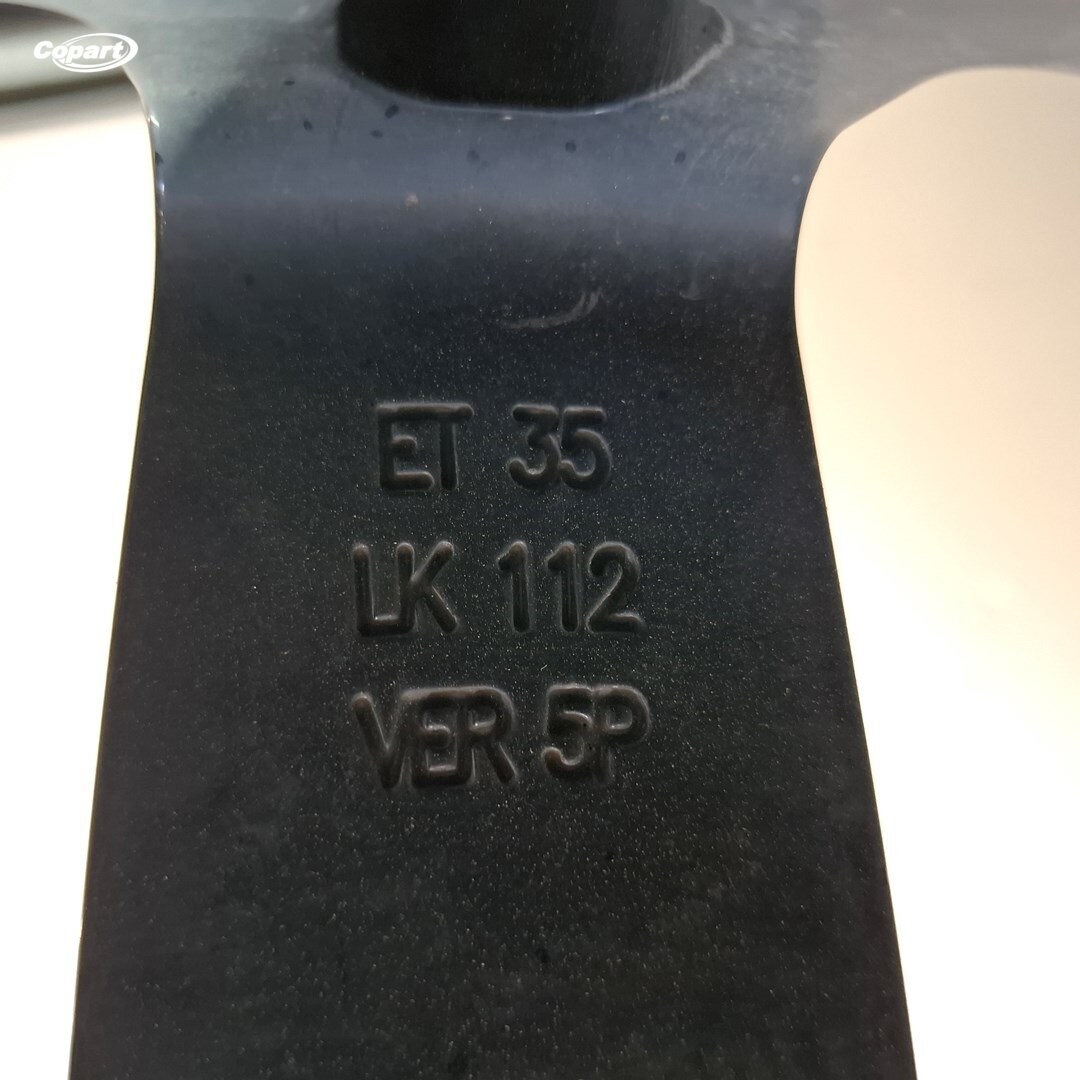 Copart
ET 35
LK 112
VER 5P